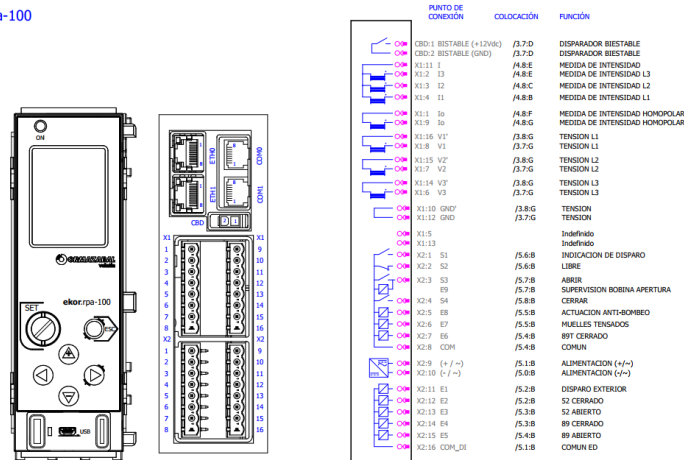 a-100
PUNTO DE
CONEXIÓN COLOCACIÓN FUNCIÓN
CBD:1 BISTABLE (+12Vdc) /3.7:D DISPARADOR BIESTABLE
CBD:2 BISTABLE (GND) /3.7:D DISPARADOR BIESTABLE
X1:11 I /4.8:E MEDIDA DE INTENSIDAD
X1:2 I3 /4.8:E MEDIDA DE INTENSIDAD L3
X1:3 I2 /4.8:C MEDIDA DE INTENSIDAD L2
X1:4 I1 /4.8:B MEDIDA DE INTENSIDAD L1
X1:1 Io /4.8:F MEDIDA DE INTENSIDAD HOMOPOLAR
X1:9 Io /4.8:G MEDIDA DE INTENSIDAD HOMOPOLAR
X1:16 V1' /3.8:G TENSION L1
X1:8 V1 /3.7:G TENSION L1
X1:15 V2' /3.8:G TENSION L2
X1:7 V2 /3.7:G TENSION L2
X1:14 V3' /3.8:G TENSION L3
X1:6 V3 /3.7:G TENSION L3
X1:10 GND' /3.8:G TENSION
X1:12 GND /3.7:G TENSION
X1:5 Indefinido
X1:13 Indefinido
X2:1 S1 /5.6:B INDICACION DE DISPARO
X2:2 S2 /5.6:B LIBRE
X2:3 S3 /5.7:B ABRIR
E9 /5.7:B SUPERVISION BOBINA APERTURA
X2:4 S4 /5.8:B CERRAR
X2:5 E8 /5.5:B ACTUACION ANTI-BOMBEO
X2:6 E7 /5.5:B MUELLES TENSADOS
X2:7 E6 /5.4:B 89T CERRADO
X2:8 COM /5.4:B COMUN
X2:9 (+ / ~) /5.1:B ALIMENTACION (+/~)
X2:10 (- / ~) /5.0:B ALIMENTACION (-/~)
X2:11 E1 /5.2:B DISPARO EXTERIOR
X2:12 E2 /5.2:B 52 CERRADO
X2:13 E3 /5.3:B 52 ABIERTO
X2:14 E4 /5.3:B 89 CERRADO
X2:15 E5 /5.4:B 89 ABIERTO
X2:16 COM_DI /5.1:B COMUN ED
ON
ORMAZABAL
velatia
ekor.rpa-100
SET
ESC
USB
ETH0
COM0
ETH1
COM1
CBD 2 1
X1 X1
1 9
2 10
3 11
4 12
5 13
6 14
7 15
8 16
X2 X2
1 9
2 10
3 11
4 12
5 13
6 14
7 15
8 16